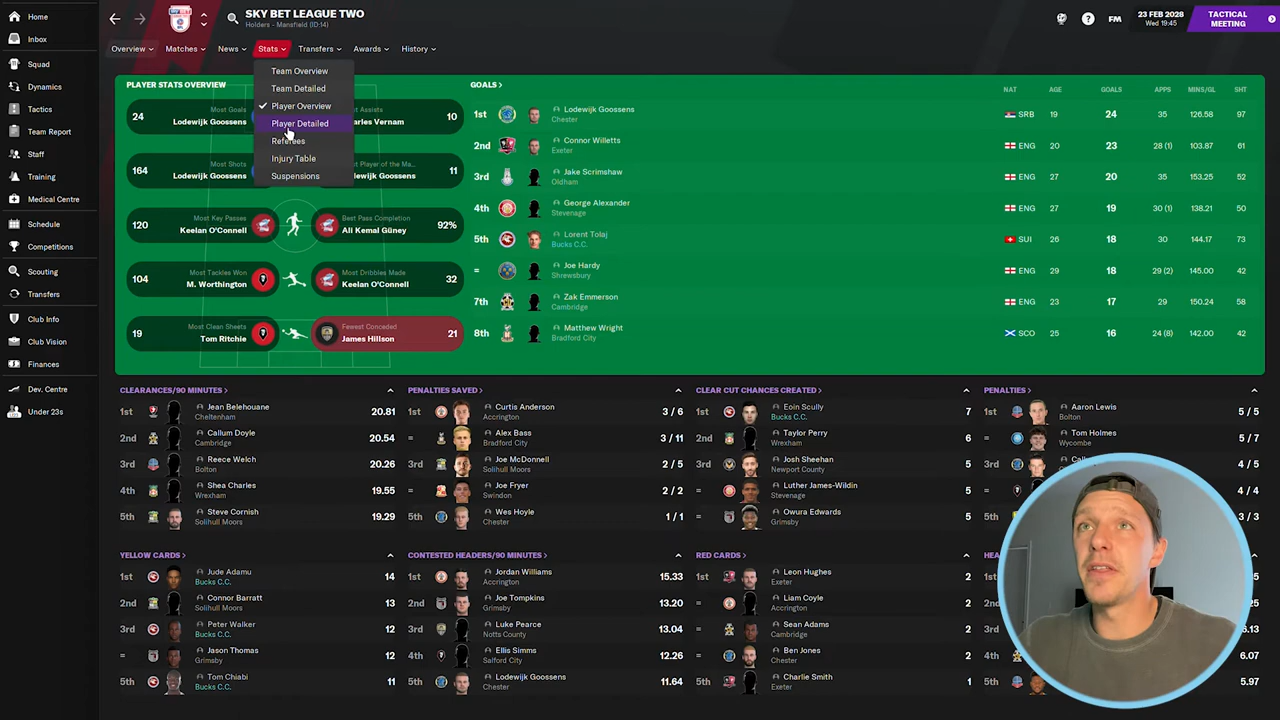 Home
Inbox
Squad
Dynamics
Tactics
Team Report
Staff
Training
Medical Centre
Schedule
Competitions
Scouting
Transfers
Club Info
Club Vision
Finances
Dev. Centre
Under 23s
SKY BET LEAGUE TWO
Holders - Mansfield (ID:14)
FM
23 FEB 2028
Wed 19:45
TACTICAL MEETING
Overview
Matches
News
Stats
Transfers
Awards
History
Team Overview
Team Detailed
Player Overview
Player Detailed
Referees
Injury Table
Suspensions
PLAYER STATS OVERVIEW
24 Most Goals
Lodewijk Goossens
10
164 Most Shots
Lodewijk Goossens
11
120 Most Key Passes
Keelan O'Connell
Best Pass Completion
Ali Kemal Güney 92%
104 Most Tackles Won
M. Worthington
Most Dribbles Made
Keelan O'Connell 32
19 Most Clean Sheets
Tom Ritchie
Fewest Conceded
James Hillson 21
GOALS
NAT AGE GOALS APPS MINS/GL SHT
1st Lodewijk Goossens SRB 19 24 35 126.58 97
Chester
2nd Connor Willetts ENG 20 23 28 (1) 103.87 61
Exeter
3rd Jake Scrimshaw ENG 27 20 35 153.25 52
Oldham
4th George Alexander ENG 27 19 30 (1) 138.21 50
Stevenage
5th Lorent Tolaj SUI 26 18 30 144.17 73
Bucks C.C.
= Joe Hardy ENG 29 18 29 (2) 145.00 42
Shrewsbury
7th Zak Emmerson ENG 23 17 29 150.24 58
Cambridge
8th Matthew Wright SCO 25 16 24 (8) 142.00 42
Bradford City
CLEARANCES/90 MINUTES
1st Jean Belehouane 20.81
Cheltenham
2nd Callum Doyle 20.54
Cambridge
3rd Reece Welch 20.26
Bolton
4th Shea Charles 19.55
Wrexham
5th Steve Cornish 19.29
Solihull Moors
PENALTIES SAVED
1st Curtis Anderson 3 / 6
Accrington
= Alex Bass 3 / 11
Bradford City
3rd Joe McDonnell 2 / 5
Solihull Moors
= Joe Fryer 2 / 2
Swindon
5th Wes Hoyle 1 / 1
Chester
CLEAR CUT CHANCES CREATED
1st Eoin Scully 7
Bucks C.C.
2nd Taylor Perry 6
Wrexham
3rd Josh Sheehan 5
Newport County
= Luther James-Wildin 5
Stevenage
= Owura Edwards 5
Grimsby
PENALTIES
1st Aaron Lewis 5 / 5
Bolton
= Tom Holmes 5 / 7
Wycombe
3rd 4 / 5
= 4 / 4
5th 3 / 3
YELLOW CARDS
1st Jude Adamu 14
Bucks C.C.
2nd Connor Barratt 13
Solihull Moors
3rd Peter Walker 12
Bucks C.C.
= Jason Thomas 12
Grimsby
5th Tom Chiabi 11
Bucks C.C.
CONTESTED HEADERS/90 MINUTES
1st Jordan Williams 15.33
Accrington
2nd Joe Tompkins 13.20
Grimsby
3rd Luke Pearce 13.04
Notts County
4th Ellis Simms 12.26
Salford City
5th Lodewijk Goossens 11.64
Chester
RED CARDS
1st Leon Hughes 2
Exeter
= Liam Coyle 2
Accrington
= Sean Adams 2
Cambridge
= Ben Jones 2
Chester
5th Charlie Smith 1
Exeter
1st
2nd
3rd
4th 6.07
5th 5.97